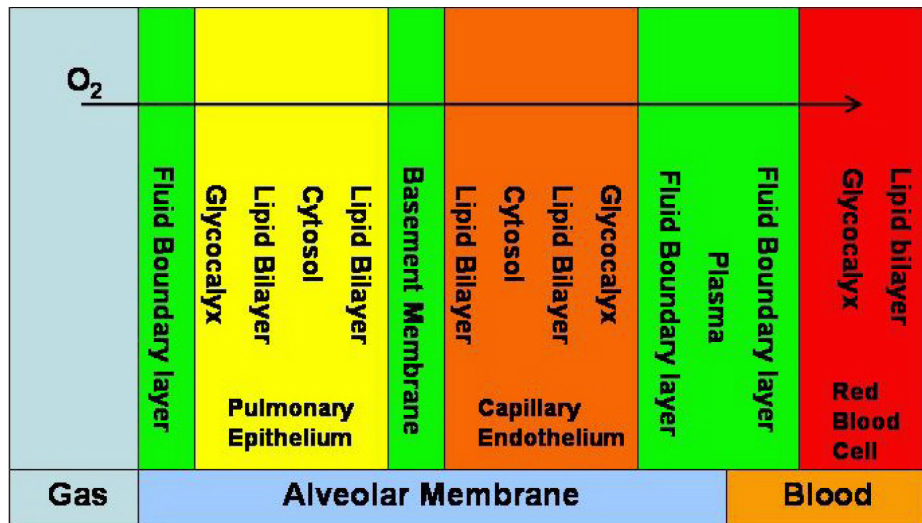 O2
Fluid Boundary layer
Glycocalyx
Lipid Bilayer
Cytosol
Lipid Bilayer
Pulmonary
Epithelium
Basement Membrane
Lipid Bilayer
Cytosol
Lipid Bilayer
Glycocalyx
Capillary
Endothelium
Fluid Boundary layer
Plasma
Fluid Boundary layer
Glycocalyx
Lipid bilayer
Red
Blood
Cell
Gas
Alveolar Membrane
Blood